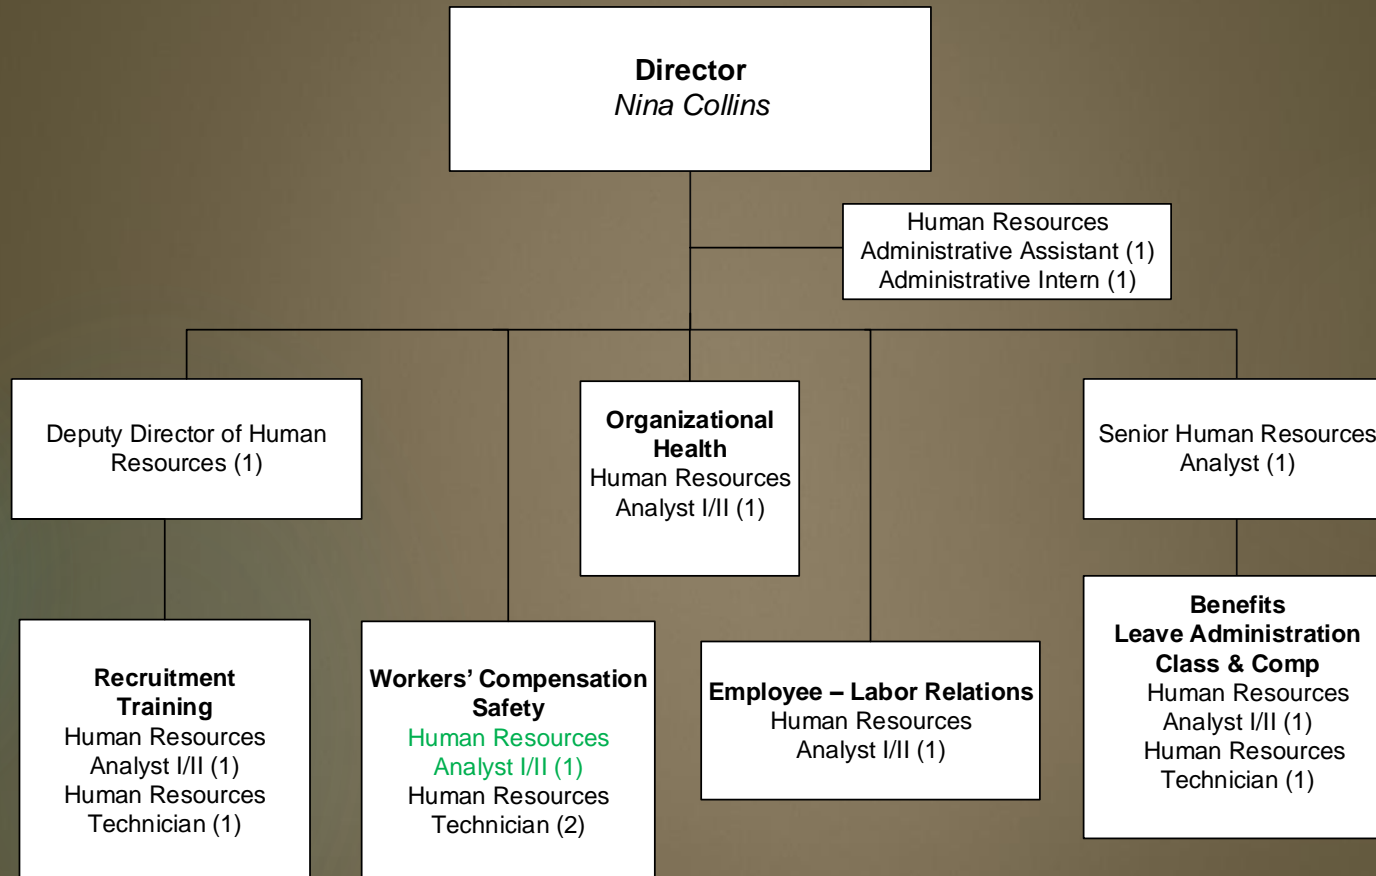 Director
Nina Collins
Human Resources
Administrative Assistant (1)
Administrative Intern (1)
Deputy Director of Human
Resources (1)
Organizational
Health
Human Resources
Analyst I/II (1)
Senior Human Resources
Analyst (1)
Recruitment
Training
Human Resources
Analyst I/II (1)
Human Resources
Technician (1)
Workers’ Compensation
Safety
Human Resources
Analyst I/II (1)
Human Resources
Technician (2)
Employee – Labor Relations
Human Resources
Analyst I/II (1)
Benefits
Leave Administration
Class & Comp
Human Resources
Analyst I/II (1)
Human Resources
Technician (1)